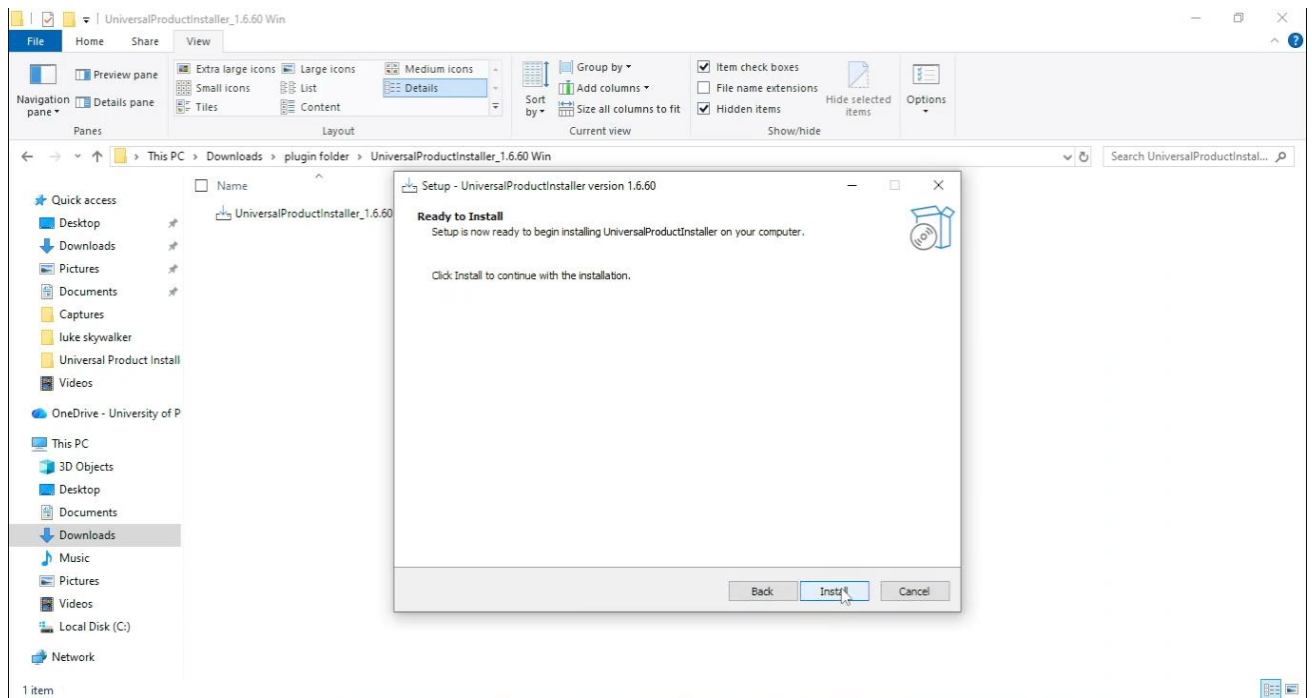 UniversalProductInstaller_1.6.60 Win
File Home Share View
Navigation pane
Preview pane
Details pane
Panes
Extra large icons Large icons Medium icons
Small icons List Details
Tiles Content
Layout
Sort by
Group by
Add columns
Size all columns to fit
Current view
Item check boxes
File name extensions
Hidden items
Hide selected items
Show/hide
Options
This PC > Downloads > plugin folder > UniversalProductInstaller_1.6.60 Win
Search UniversalProductInstal...
Name
UniversalProductInstaller_1.6.60
Quick access
Desktop
Downloads
Pictures
Documents
Captures
luke skywalker
Universal Product Install
Videos
OneDrive - University of P
This PC
3D Objects
Desktop
Documents
Downloads
Music
Pictures
Videos
Local Disk (C:)
Network
1 item
Setup - UniversalProductInstaller version 1.6.60
Ready to Install
Setup is now ready to begin installing UniversalProductInstaller on your computer.
Click Install to continue with the installation.
Back Install Cancel